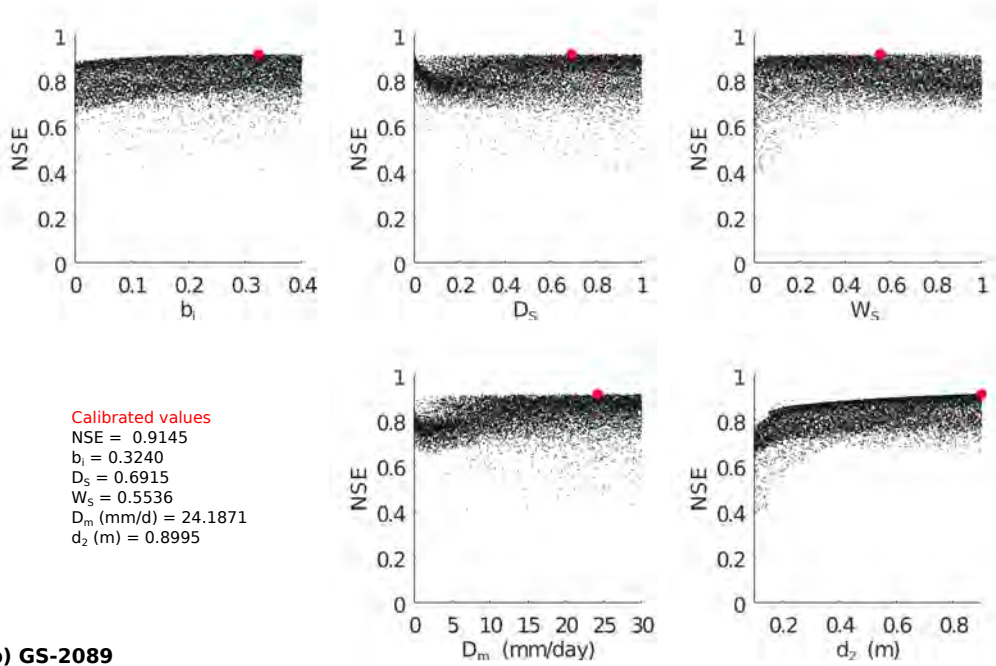 1
0.8
0.6
0.4
0.2
0
NSE
0 0.1 0.2 0.3 0.4
bi
1
0.8
0.6
0.4
0.2
0
NSE
0 0.2 0.4 0.6 0.8 1
DS
1
0.8
0.6
0.4
0.2
0
NSE
0 0.2 0.4 0.6 0.8 1
WS
Calibrated values
NSE = 0.9145
bi = 0.3240
DS = 0.6915
WS = 0.5536
Dm (mm/d) = 24.1871
d2 (m) = 0.8995
1
0.8
0.6
0.4
0.2
0
NSE
0 5 10 15 20 25 30
Dm (mm/day)
1
0.8
0.6
0.4
0.2
0
NSE
0.2 0.4 0.6 0.8
d2 (m)
) GS-2089